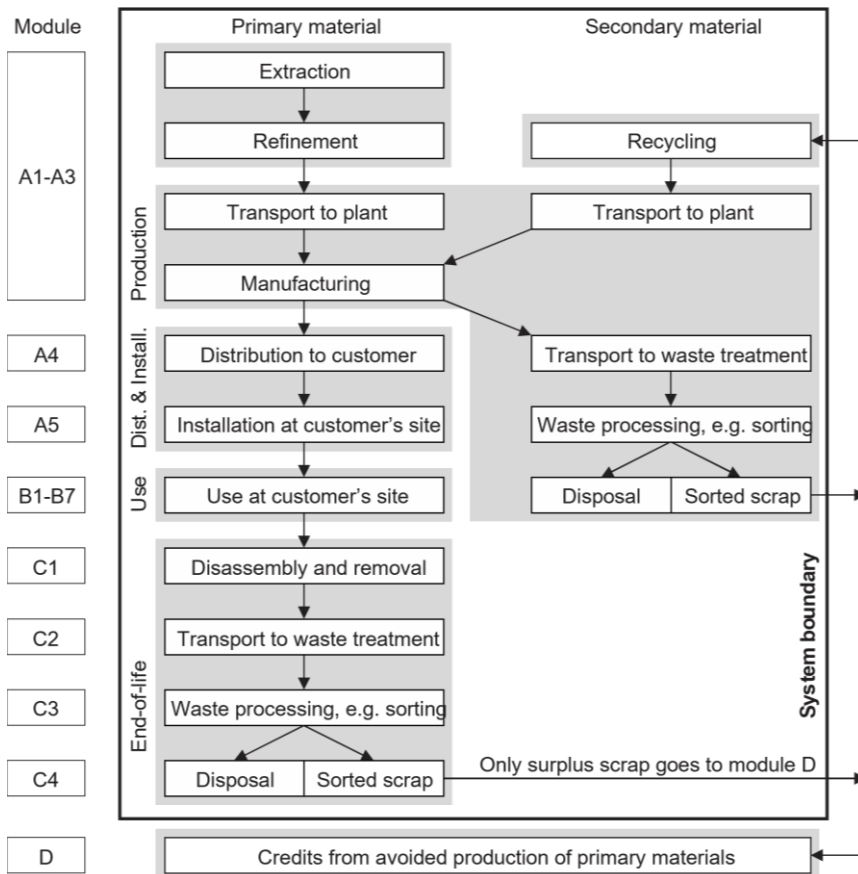 Module
Primary material
Secondary material
Extraction
Refinement
Recycling
A1-A3
Transport to plant
Transport to plant
Production
Manufacturing
A4
Dist. & Install.
Distribution to customer
Transport to waste treatment
A5
Installation at customer's site
Waste processing, e.g. sorting
B1-B7
Use
Use at customer's site
Disposal
Sorted scrap
C1
Disassembly and removal
System boundary
C2
Transport to waste treatment
End-of-life
C3
Waste processing, e.g. sorting
C4
Disposal
Sorted scrap
Only surplus scrap goes to module D
D
Credits from avoided production of primary materials